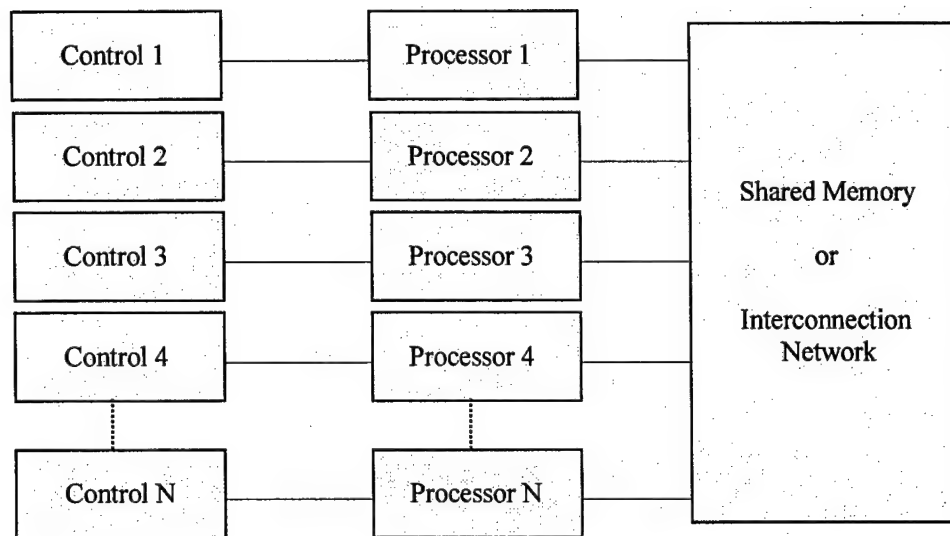 Control 1
Processor 1
Control 2
Processor 2
Shared Memory
Control 3
Processor 3
or
Control 4
Processor 4
Interconnection
Network
Control N
Processor N